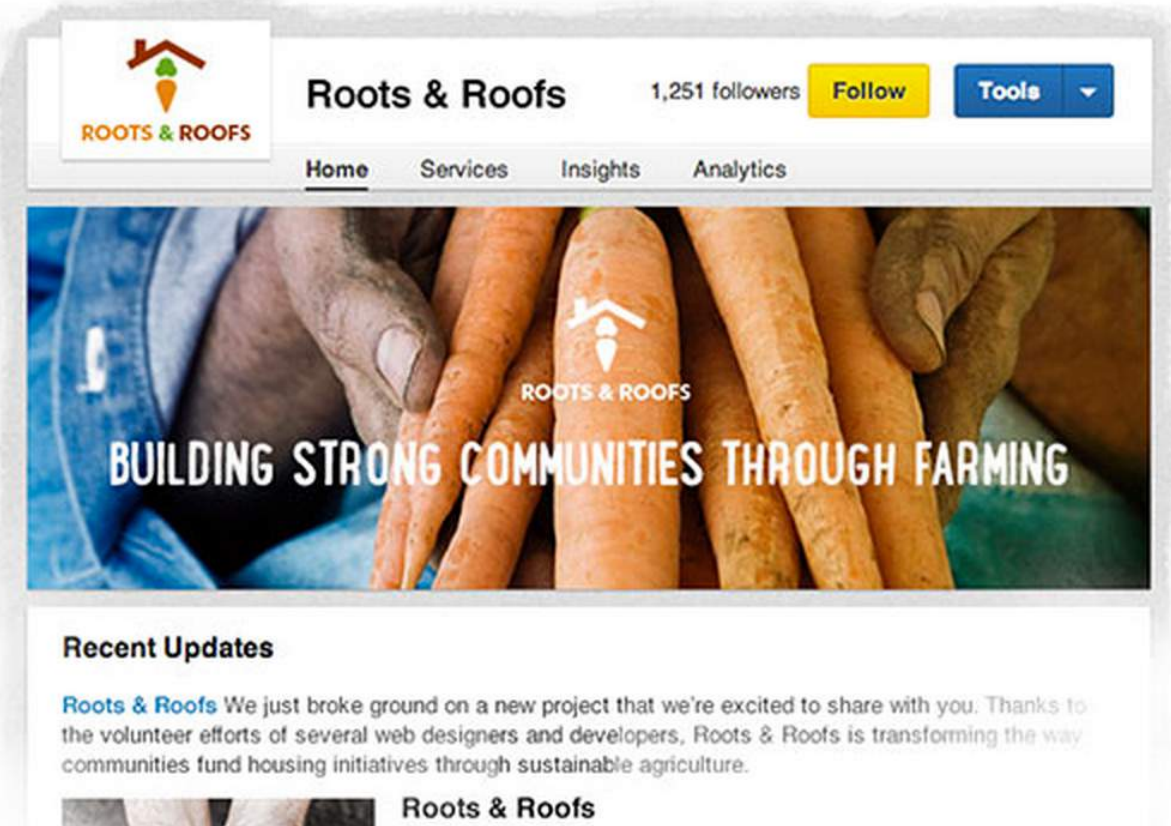 ROOTS & ROOFS
Roots & Roofs
1,251 followers
Follow
Tools
Home
Services
Insights
Analytics
ROOTS & ROOFS
BUILDING STRONG COMMUNITIES THROUGH FARMING
Recent Updates
Roots & Roofs We just broke ground on a new project that we're excited to share with you. Thanks to
the volunteer efforts of several web designers and developers, Roots & Roofs is transforming the way
communities fund housing initiatives through sustainable agriculture.
Roots & Roofs